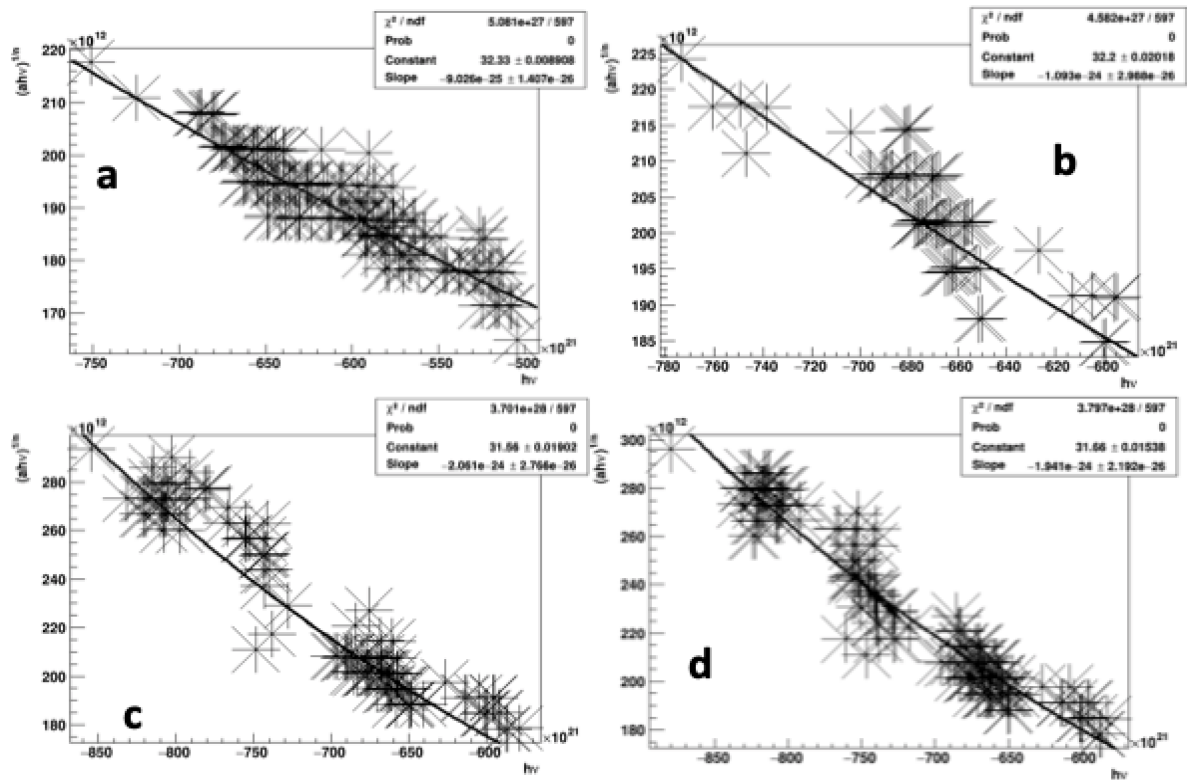 χ² / ndf 5.081e+27 / 597
Prob 0
Constant 32.33 ± 0.008908
Slope −9.026e−25 ± 1.407e−26
×10¹²
(ahν)^1/n
220
210
200
190
180
170
a
−750 −700 −650 −600 −550 −500
×10²¹
hν
χ² / ndf 4.582e+27 / 597
Prob 0
Constant 32.2 ± 0.02018
Slope −1.093e−24 ± 2.988e−26
×10¹²
(ahν)^1/n
225
220
215
210
205
200
195
190
185
b
−780 −760 −740 −720 −700 −680 −660 −640 −620 −600
×10²¹
hν
χ² / ndf 3.701e+28 / 597
Prob 0
Constant 31.56 ± 0.01902
Slope −2.061e−24 ± 2.766e−26
×10¹²
(ahν)^1/n
280
260
240
220
200
180
c
−850 −800 −750 −700 −650 −600
×10²¹
hν
χ² / ndf 3.797e+28 / 597
Prob 0
Constant 31.66 ± 0.01538
Slope −1.941e−24 ± 2.192e−26
×10¹²
(ahν)^1/n
300
280
260
240
220
200
180
d
−850 −800 −750 −700 −650 −600
×10²¹
hν